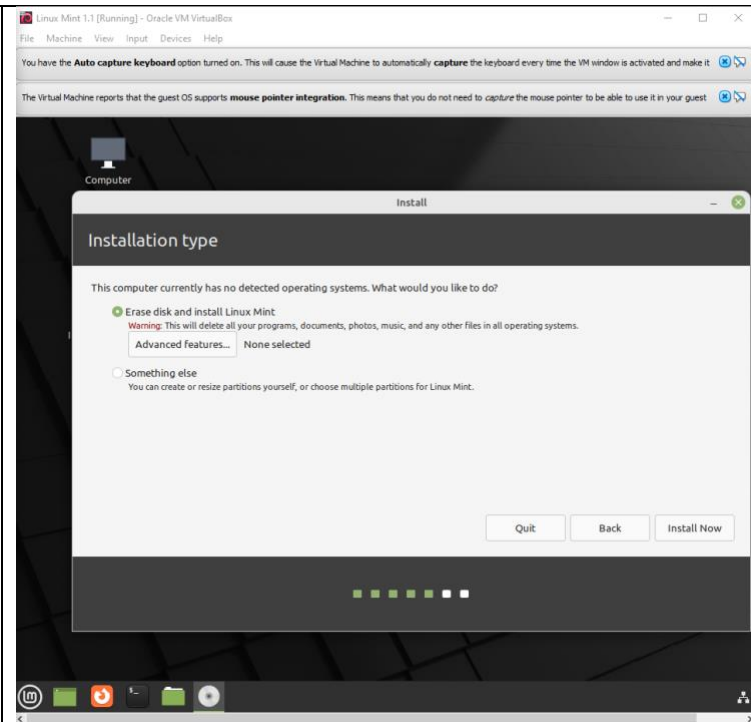 Linux Mint 1.1 [Running] - Oracle VM VirtualBox
File Machine View Input Devices Help
You have the Auto capture keyboard option turned on. This will cause the Virtual Machine to automatically capture the keyboard every time the VM window is activated and make it
The Virtual Machine reports that the guest OS supports mouse pointer integration. This means that you do not need to capture the mouse pointer to be able to use it in your guest
Computer
Install
Installation type
This computer currently has no detected operating systems. What would you like to do?
Erase disk and install Linux Mint
Warning: This will delete all your programs, documents, photos, music, and any other files in all operating systems.
Advanced features... None selected
Something else
You can create or resize partitions yourself, or choose multiple partitions for Linux Mint.
Quit Back Install Now